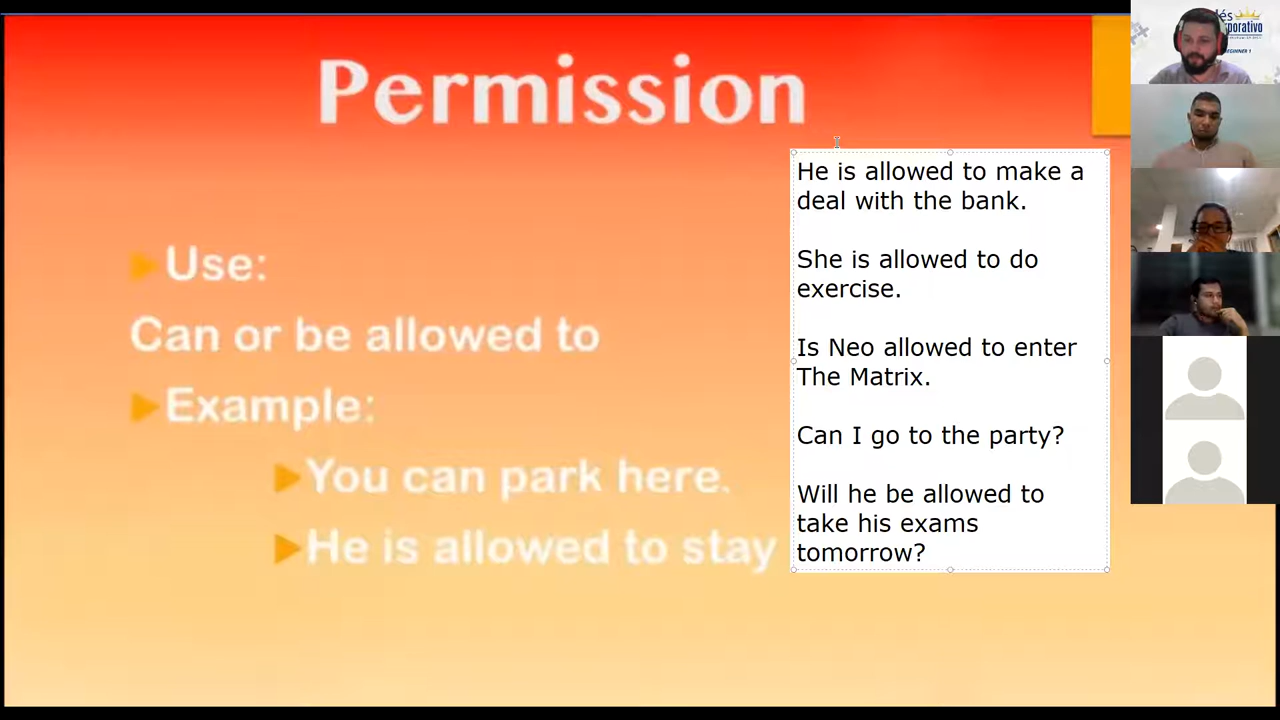 Permission
Use:
Can or be allowed to
Example:
You can park here.
He is allowed to stay
He is allowed to make a
deal with the bank.
She is allowed to do
exercise.
Is Neo allowed to enter
The Matrix.
Can I go to the party?
Will he be allowed to
take his exams
tomorrow?